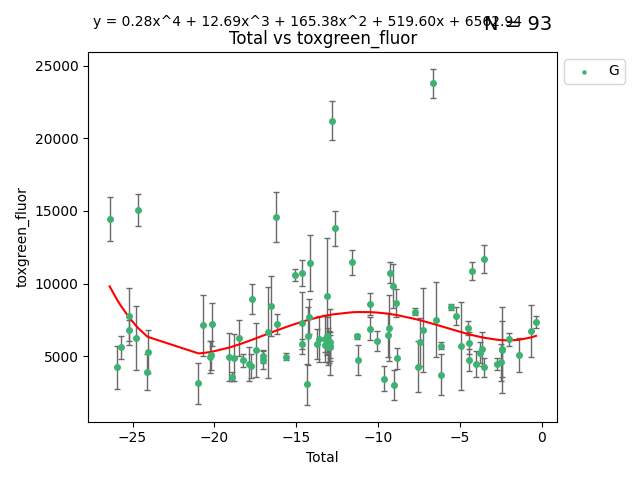 y = 0.28x^4 + 12.69x^3 + 165.38x^2 + 519.60x + 6562.94
N = 93
Total vs toxgreen_fluor
G
25000
20000
15000
10000
5000
toxgreen_fluor
−25 −20 −15 −10 −5 0
Total